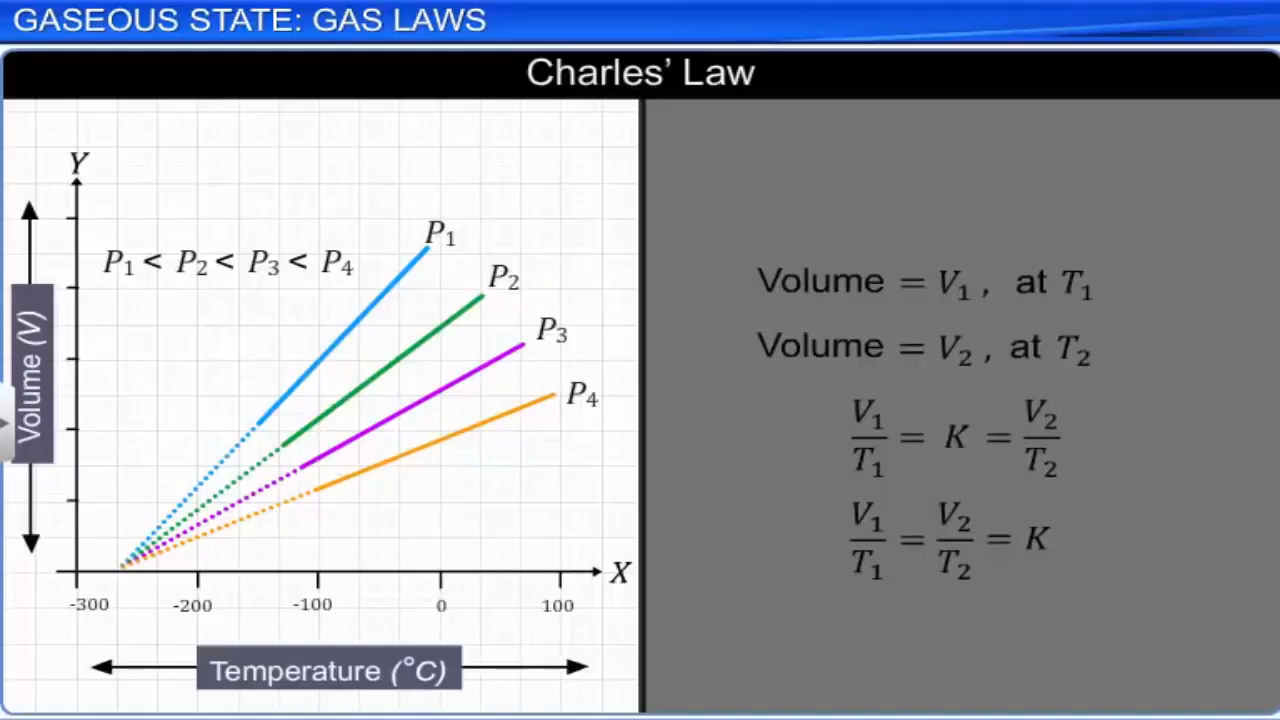 GASEOUS STATE: GAS LAWS
Charles’ Law
Y
P₁ < P₂ < P₃ < P₄
P₁
P₂
P₃
P₄
Volume (V)
X
-300 -200 -100 0 100
Temperature (°C)
Volume = V₁ , at T₁
Volume = V₂ , at T₂
V₁/T₁ = K = V₂/T₂
V₁/T₁ = V₂/T₂ = K